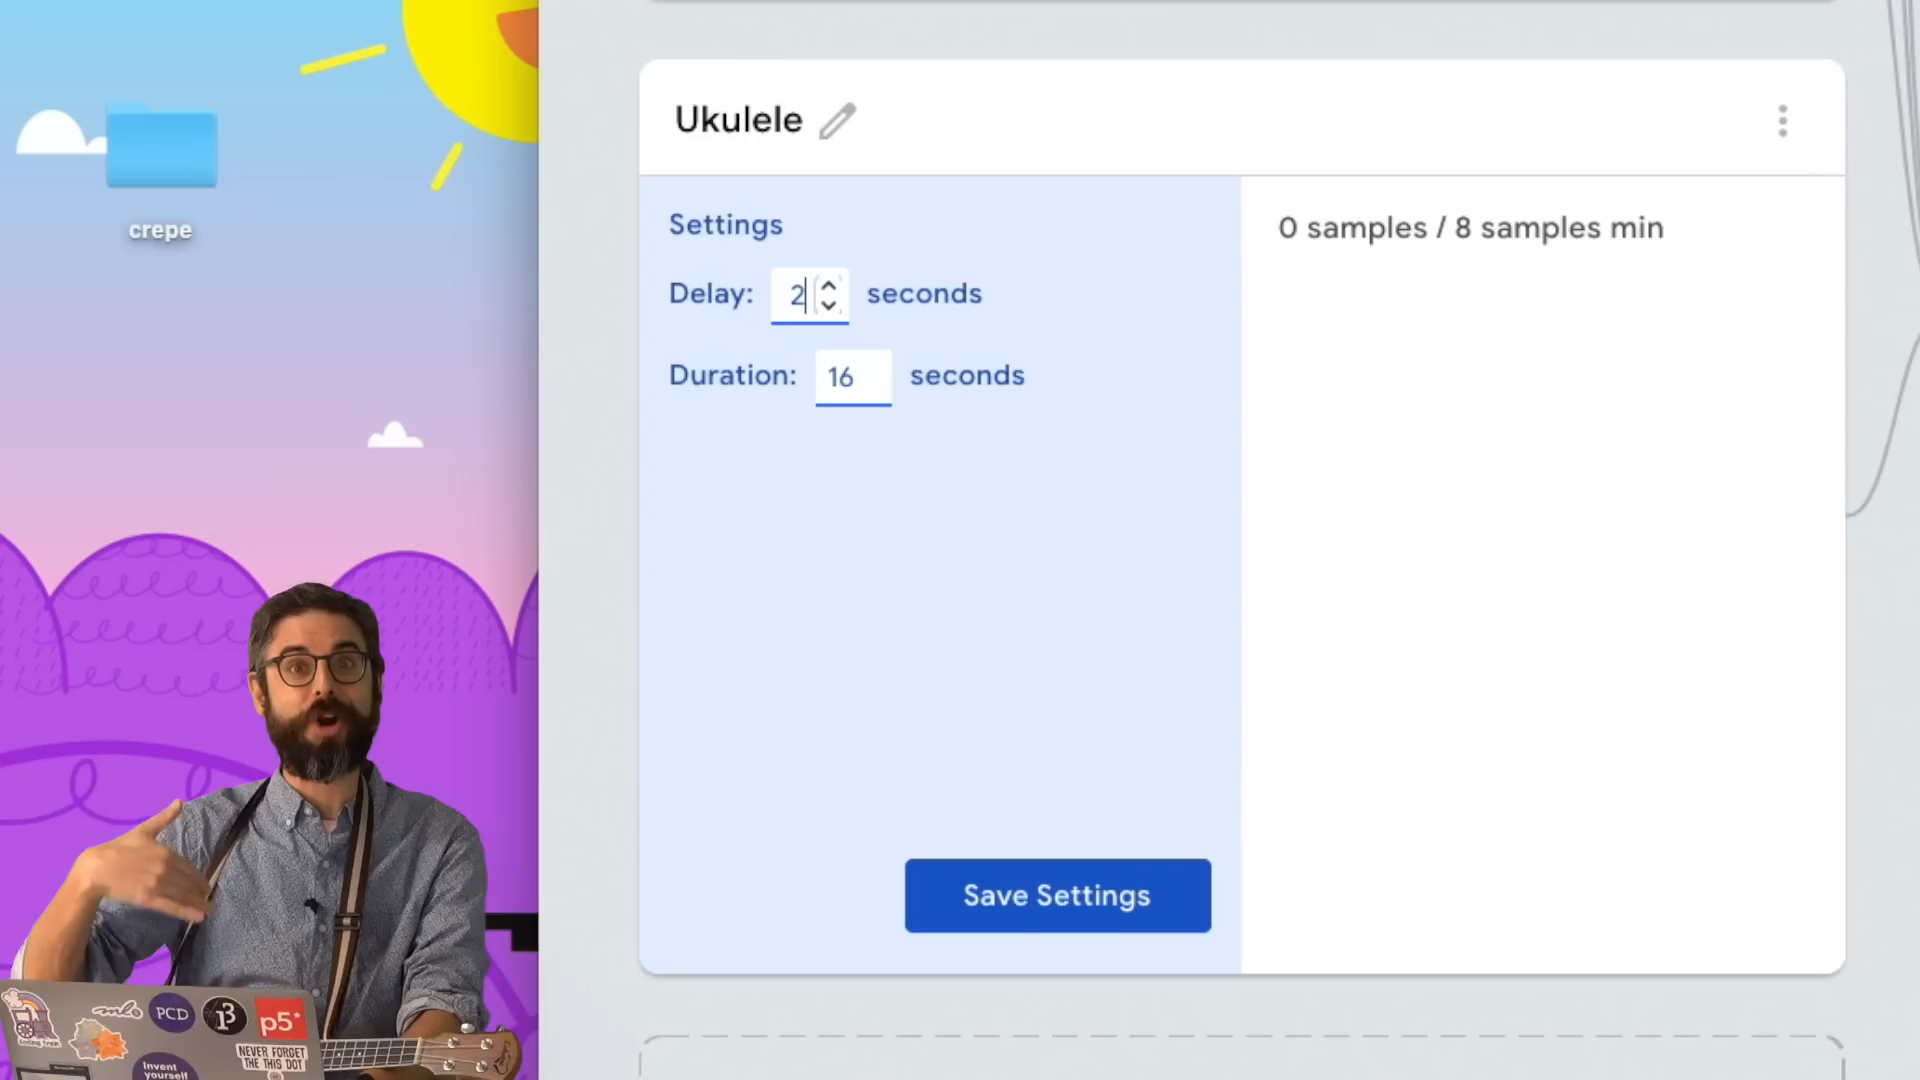 crepe
Ukulele
Settings
Delay: 2 seconds
Duration: 16 seconds
Save Settings
0 samples / 8 samples min
PCD
p5*
NEVER FORGET
THE THIS DOT
Invent
yourself